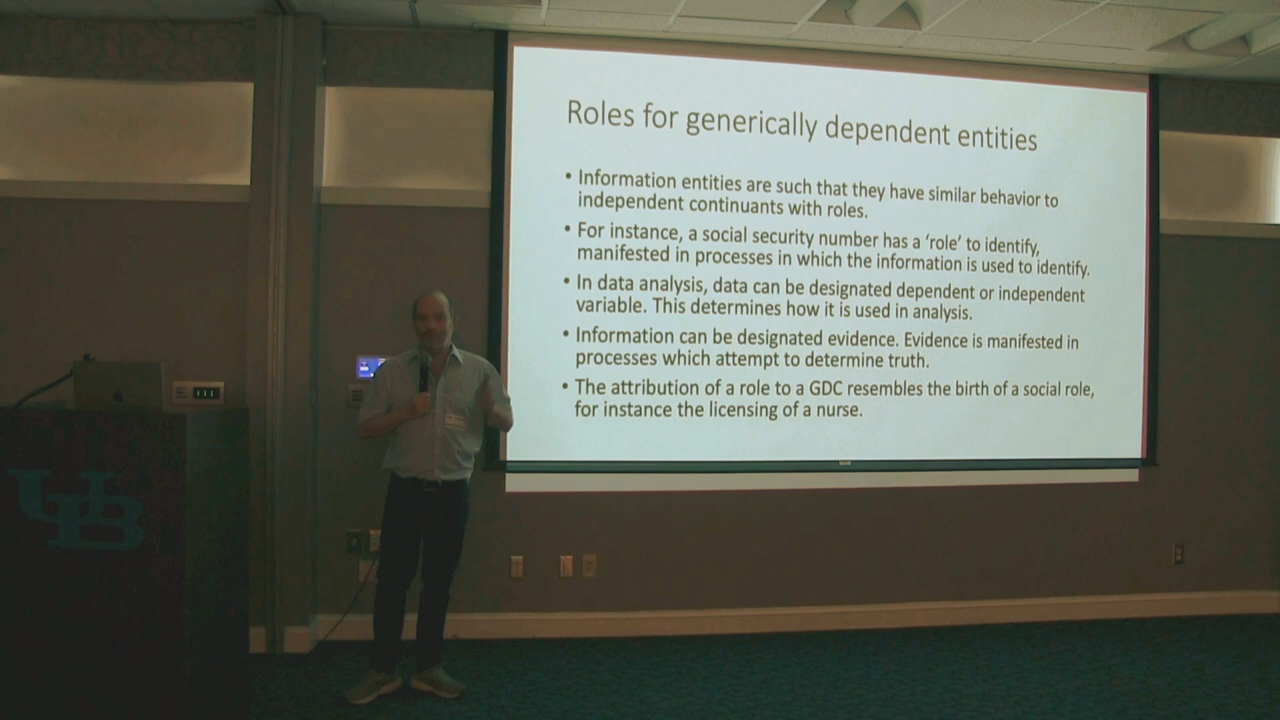 Roles for generically dependent entities
• Information entities are such that they have similar behavior to
independent continuants with roles.
• For instance, a social security number has a ‘role’ to identify,
manifested in processes in which the information is used to identify.
• In data analysis, data can be designated dependent or independent
variable. This determines how it is used in analysis.
• Information can be designated evidence. Evidence is manifested in
processes which attempt to determine truth.
• The attribution of a role to a GDC resembles the birth of a social role,
for instance the licensing of a nurse.
UB